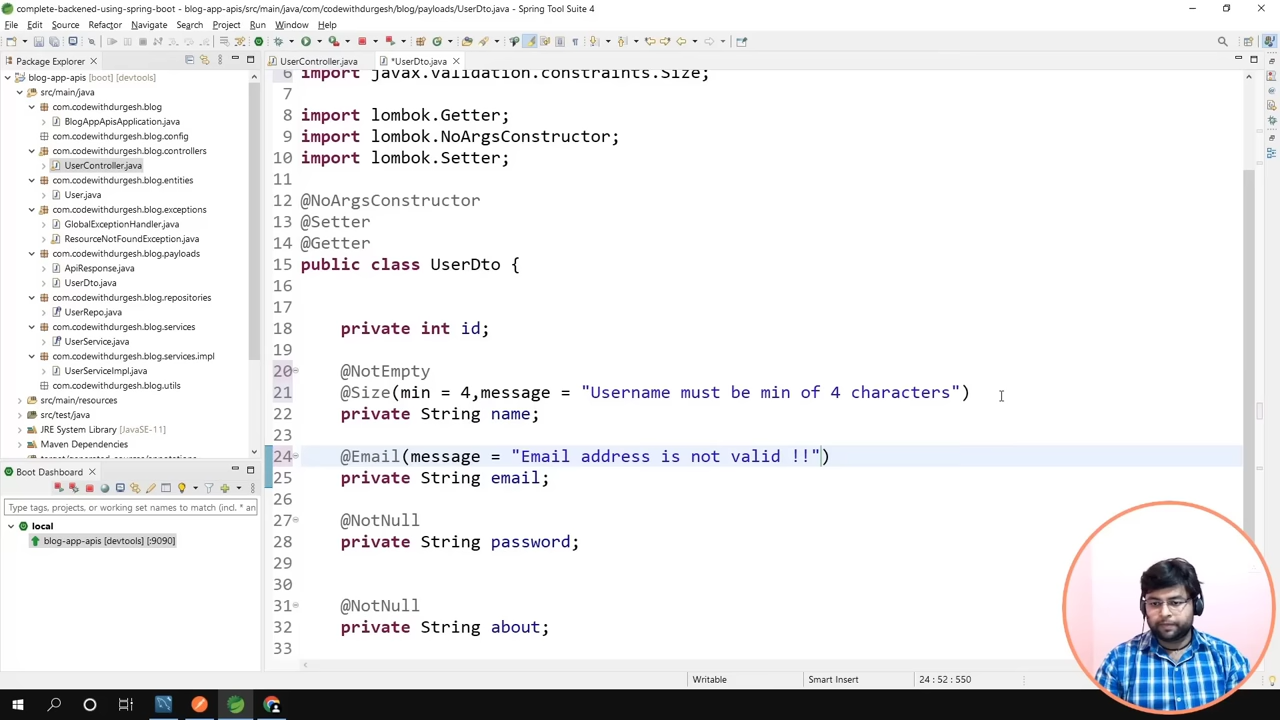 complete-backened-using-spring-boot - blog-app-apis/src/main/java/com/codewithdurgesh/blog/payloads/UserDto.java - Spring Tool Suite 4
File Edit Source Refactor Navigate Search Project Run Window Help
Package Explorer
blog-app-apis [boot] [devtools]
src/main/java
com.codewithdurgesh.blog
BlogAppApisApplication.java
com.codewithdurgesh.blog.config
com.codewithdurgesh.blog.controllers
UserController.java
com.codewithdurgesh.blog.entities
User.java
com.codewithdurgesh.blog.exceptions
GlobalExceptionHandler.java
ResourceNotFoundException.java
com.codewithdurgesh.blog.payloads
ApiResponse.java
UserDto.java
com.codewithdurgesh.blog.repositories
UserRepo.java
com.codewithdurgesh.blog.services
UserService.java
com.codewithdurgesh.blog.services.impl
UserServiceImpl.java
com.codewithdurgesh.blog.utils
src/main/resources
src/test/java
JRE System Library [JavaSE-11]
Maven Dependencies
Boot Dashboard
Type tags, projects, or working set names to match (incl. * an
local
blog-app-apis [devtools] [:9090]
UserController.java *UserDto.java
6 import javax.validation.constraints.Size;
7
8 import lombok.Getter;
9 import lombok.NoArgsConstructor;
10 import lombok.Setter;
11
12 @NoArgsConstructor
13 @Setter
14 @Getter
15 public class UserDto {
16
17
18 private int id;
19
20 @NotEmpty
21 @Size(min = 4,message = "Username must be min of 4 characters")
22 private String name;
23
24 @Email(message = "Email address is not valid !!")
25 private String email;
26
27 @NotNull
28 private String password;
29
30
31 @NotNull
32 private String about;
33
Writable Smart Insert 24 : 52 : 550